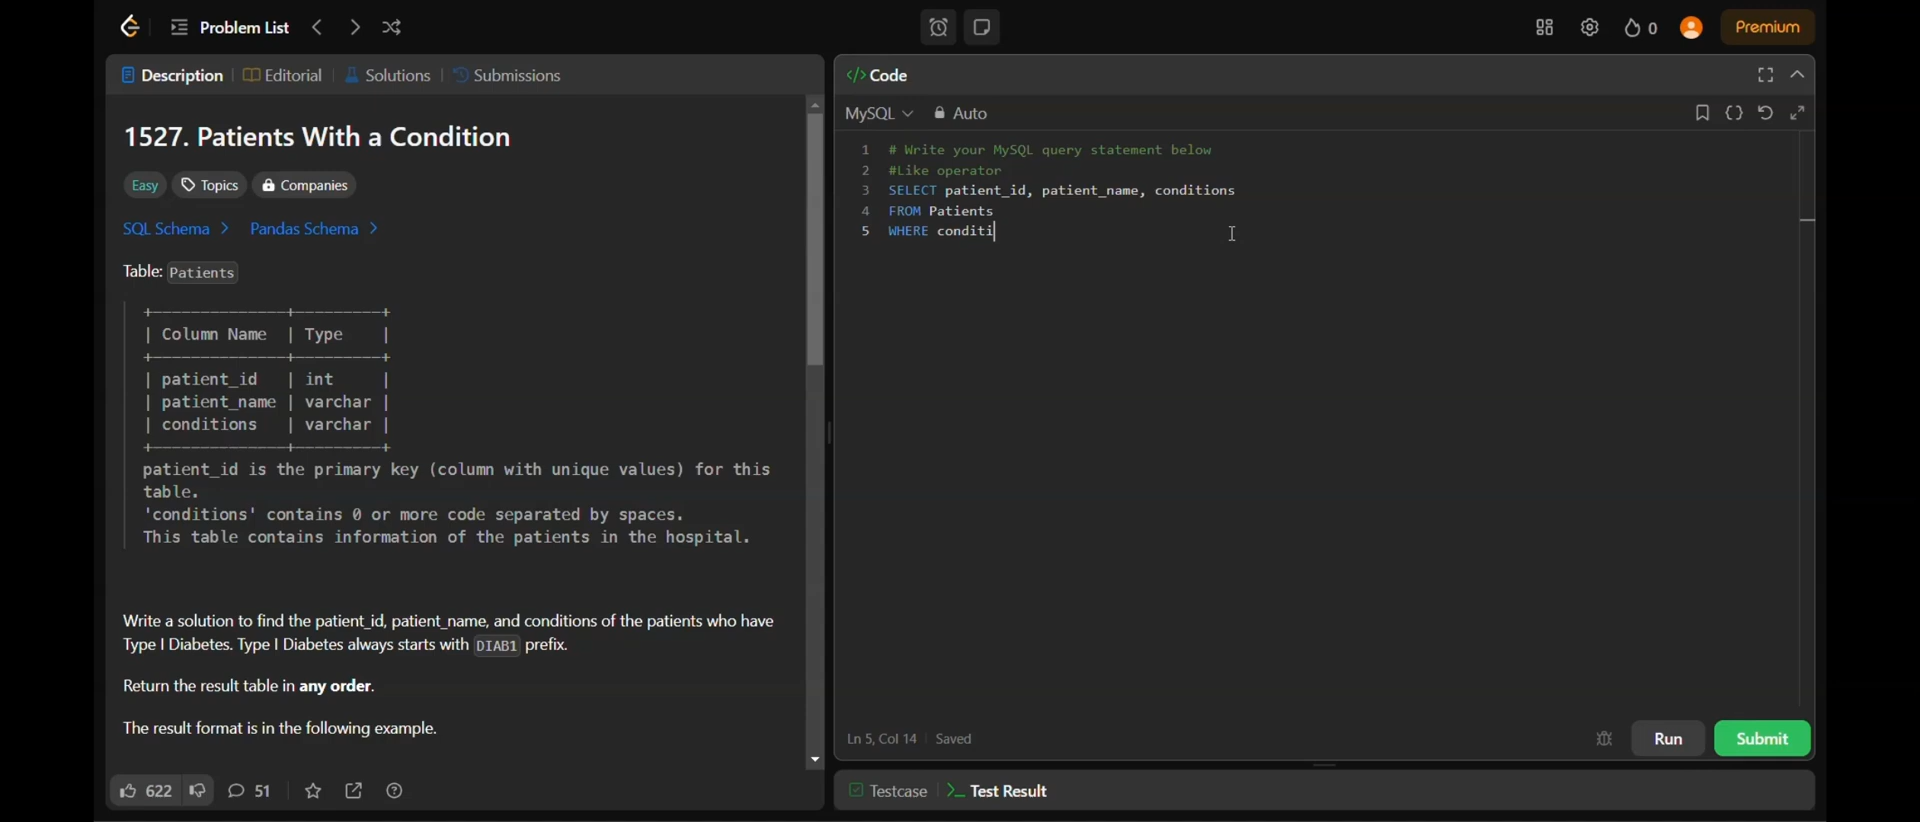 Problem List
0
Premium
Description
Editorial
Solutions
Submissions
1527. Patients With a Condition
Easy
Topics
Companies
SQL Schema
Pandas Schema
Table: Patients
+--------------+---------+
| Column Name | Type |
+--------------+---------+
| patient_id | int |
| patient_name | varchar |
| conditions | varchar |
+--------------+---------+
patient_id is the primary key (column with unique values) for this
table.
'conditions' contains 0 or more code separated by spaces.
This table contains information of the patients in the hospital.
Write a solution to find the patient_id, patient_name, and conditions of the patients who have
Type I Diabetes. Type I Diabetes always starts with DIAB1 prefix.
Return the result table in any order.
The result format is in the following example.
622
51
</> Code
MySQL
Auto
1 # Write your MySQL query statement below
2 #Like operator
3 SELECT patient_id, patient_name, conditions
4 FROM Patients
5 WHERE conditi
Ln 5, Col 14
Saved
Run
Submit
Testcase
Test Result